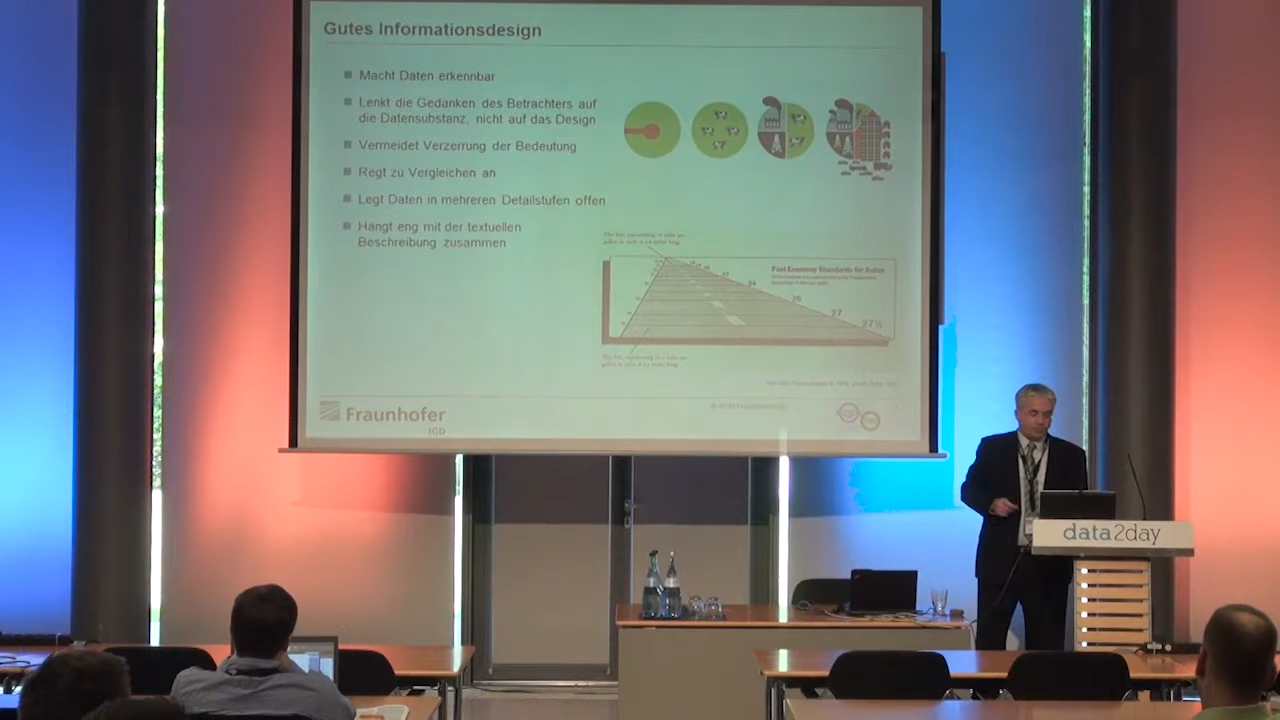 Gutes Informationsdesign
Macht Daten erkennbar
Lenkt die Gedanken des Betrachters auf
die Datensubstanz, nicht auf das Design
Vermeidet Verzerrung der Bedeutung
Regt zu Vergleichen an
Legt Daten in mehreren Detailstufen offen
Hängt eng mit der textuellen
Beschreibung zusammen
Fuel Economy Standards for Autos
24
26
27
27½
Fraunhofer
IGD
data2day